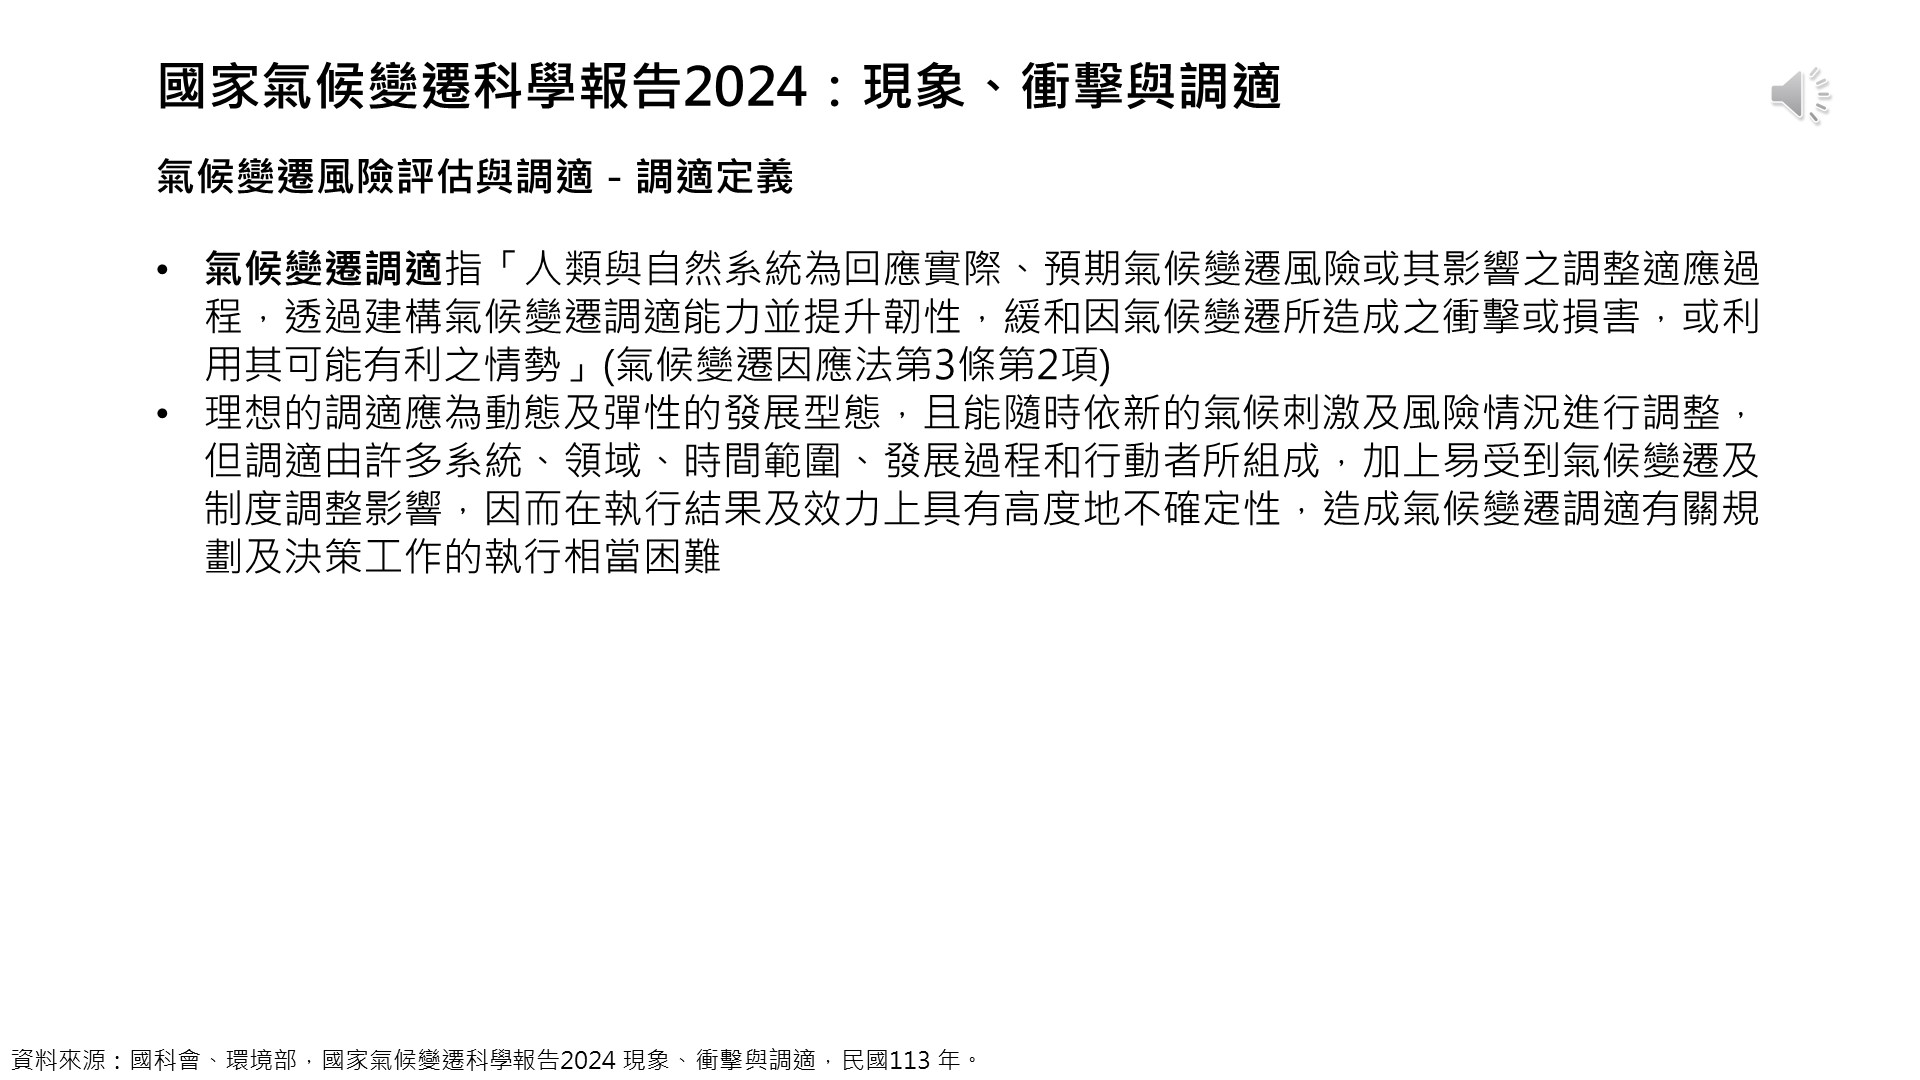 國家氣候變遷科學報告2024：現象、衝擊與調適
氣候變遷風險評估與調適 - 調適定義
• 氣候變遷調適指「人類與自然系統為回應實際、預期氣候變遷風險或其影響之調整適應過
程，透過建構氣候變遷調適能力並提升韌性，緩和因氣候變遷所造成之衝擊或損害，或利
用其可能有利之情勢」(氣候變遷因應法第3條第2項)
• 理想的調適應為動態及彈性的發展型態，且能隨時依新的氣候刺激及風險情況進行調整，
但調適由許多系統、領域、時間範圍、發展過程和行動者所組成，加上易受到氣候變遷及
制度調整影響，因而在執行結果及效力上具有高度地不確定性，造成氣候變遷調適有關規
劃及決策工作的執行相當困難
資料來源：國科會、環境部，國家氣候變遷科學報告2024 現象、衝擊與調適，民國113 年。